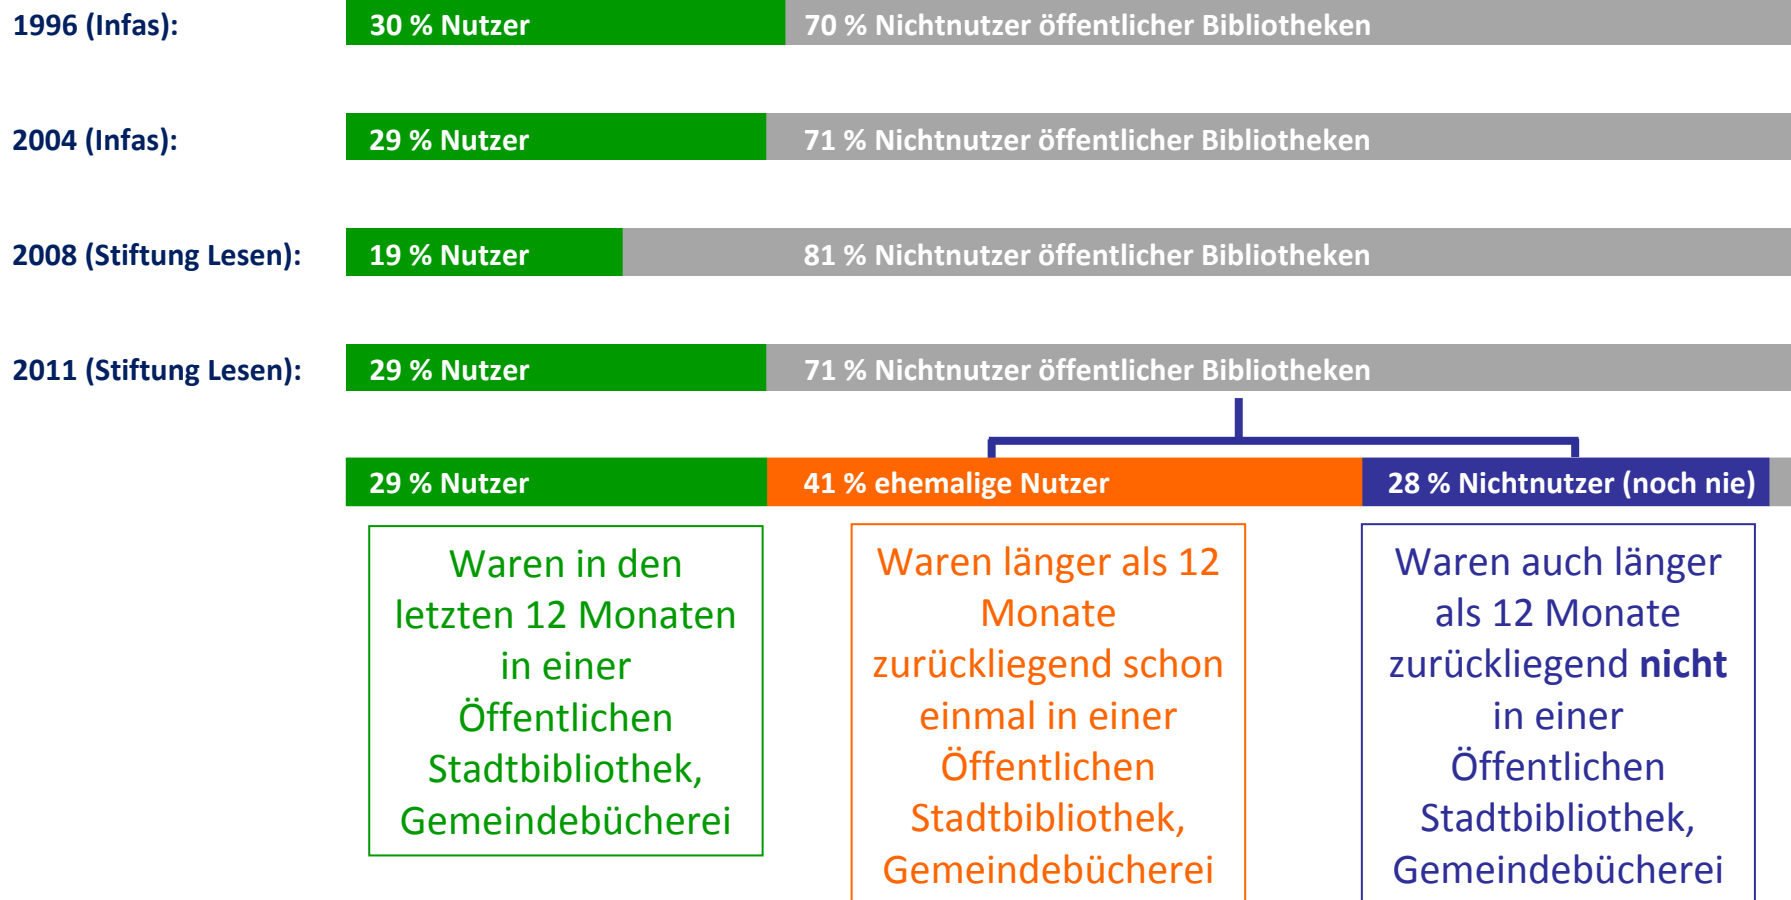 1996 (Infas): 30 % Nutzer 70 % Nichtnutzer öffentlicher Bibliotheken
2004 (Infas): 29 % Nutzer 71 % Nichtnutzer öffentlicher Bibliotheken
2008 (Stiftung Lesen): 19 % Nutzer 81 % Nichtnutzer öffentlicher Bibliotheken
2011 (Stiftung Lesen): 29 % Nutzer 71 % Nichtnutzer öffentlicher Bibliotheken
29 % Nutzer 41 % ehemalige Nutzer 28 % Nichtnutzer (noch nie)
Waren in den
letzten 12 Monaten
in einer
Öffentlichen
Stadtbibliothek,
Gemeindebücherei
Waren länger als 12
Monate
zurückliegend schon
einmal in einer
Öffentlichen
Stadtbibliothek,
Gemeindebücherei
Waren auch länger
als 12 Monate
zurückliegend nicht
in einer
Öffentlichen
Stadtbibliothek,
Gemeindebücherei